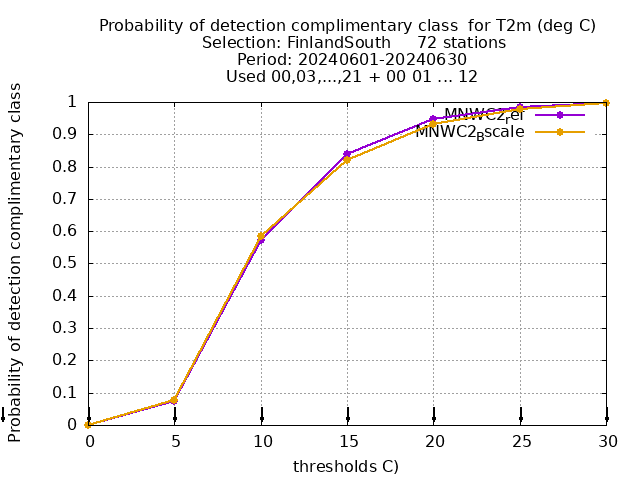 Probability of detection complimentary class  for T2m (deg C)
Selection: FinlandSouth     72 stations
Period: 20240601-20240630
Used 00,03,...,21 + 00 01 ... 12
Probability of detection complimentary class
1
0.9
0.8
0.7
0.6
0.5
0.4
0.3
0.2
0.1
0
MNWC2ref
MNWC2Bscale
0 5 10 15 20 25 30
thresholds C)